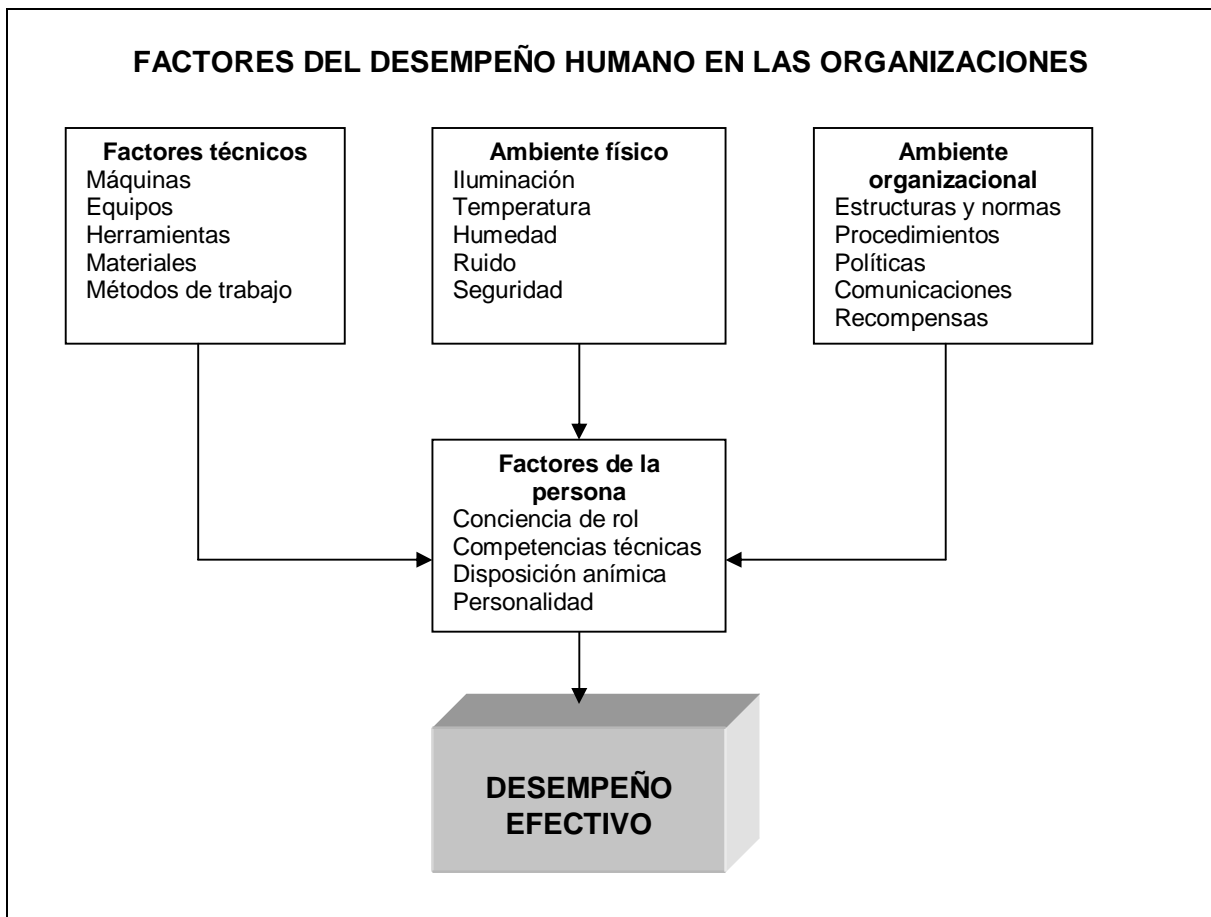 FACTORES DEL DESEMPEÑO HUMANO EN LAS ORGANIZACIONES
Factores técnicos
Máquinas
Equipos
Herramientas
Materiales
Métodos de trabajo
Ambiente físico
Iluminación
Temperatura
Humedad
Ruido
Seguridad
Ambiente
organizacional
Estructuras y normas
Procedimientos
Políticas
Comunicaciones
Recompensas
Factores de la
persona
Conciencia de rol
Competencias técnicas
Disposición anímica
Personalidad
DESEMPEÑO
EFECTIVO